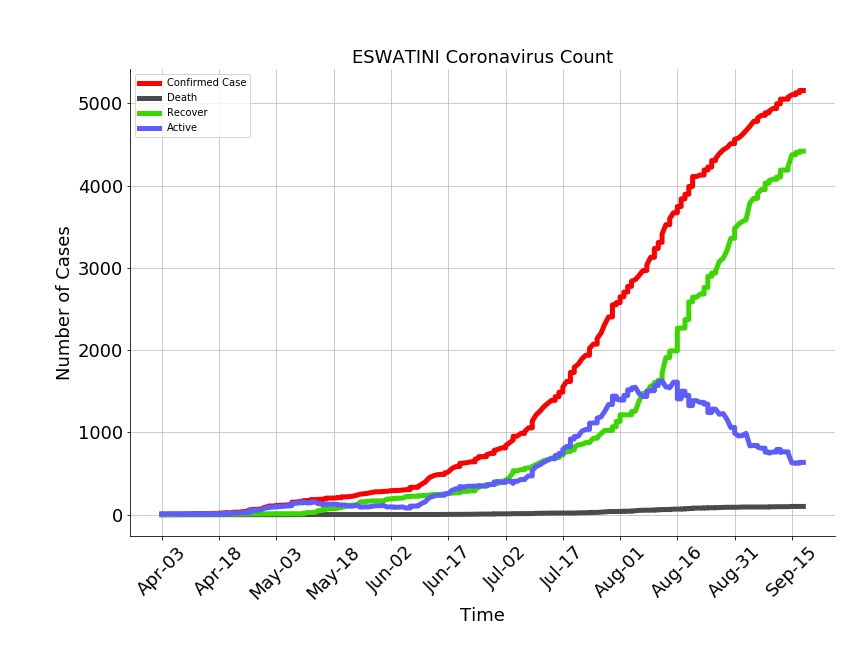 ESWATINI Coronavirus Count
Confirmed Case
Death
Recover
Active
5000
4000
3000
2000
1000
0
Number of Cases
Apr-03
Apr-18
May-03
May-18
Jun-02
Jun-17
Jul-02
Jul-17
Aug-01
Aug-16
Aug-31
Sep-15
Time